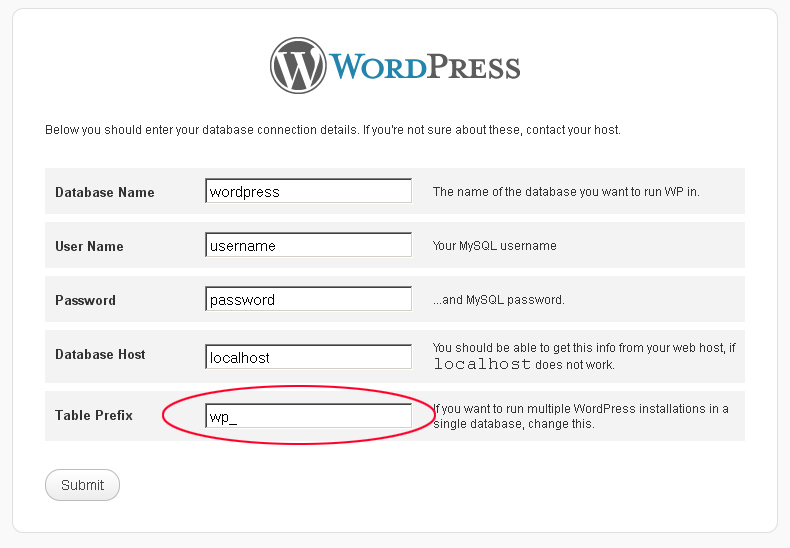 WORDPRESS
Below you should enter your database connection details. If you're not sure about these, contact your host.
Database Name wordpress The name of the database you want to run WP in.
User Name username Your MySQL username
Password password ...and MySQL password.
Database Host localhost You should be able to get this info from your web host, if
localhost does not work.
Table Prefix wp_ If you want to run multiple WordPress installations in a
single database, change this.
Submit